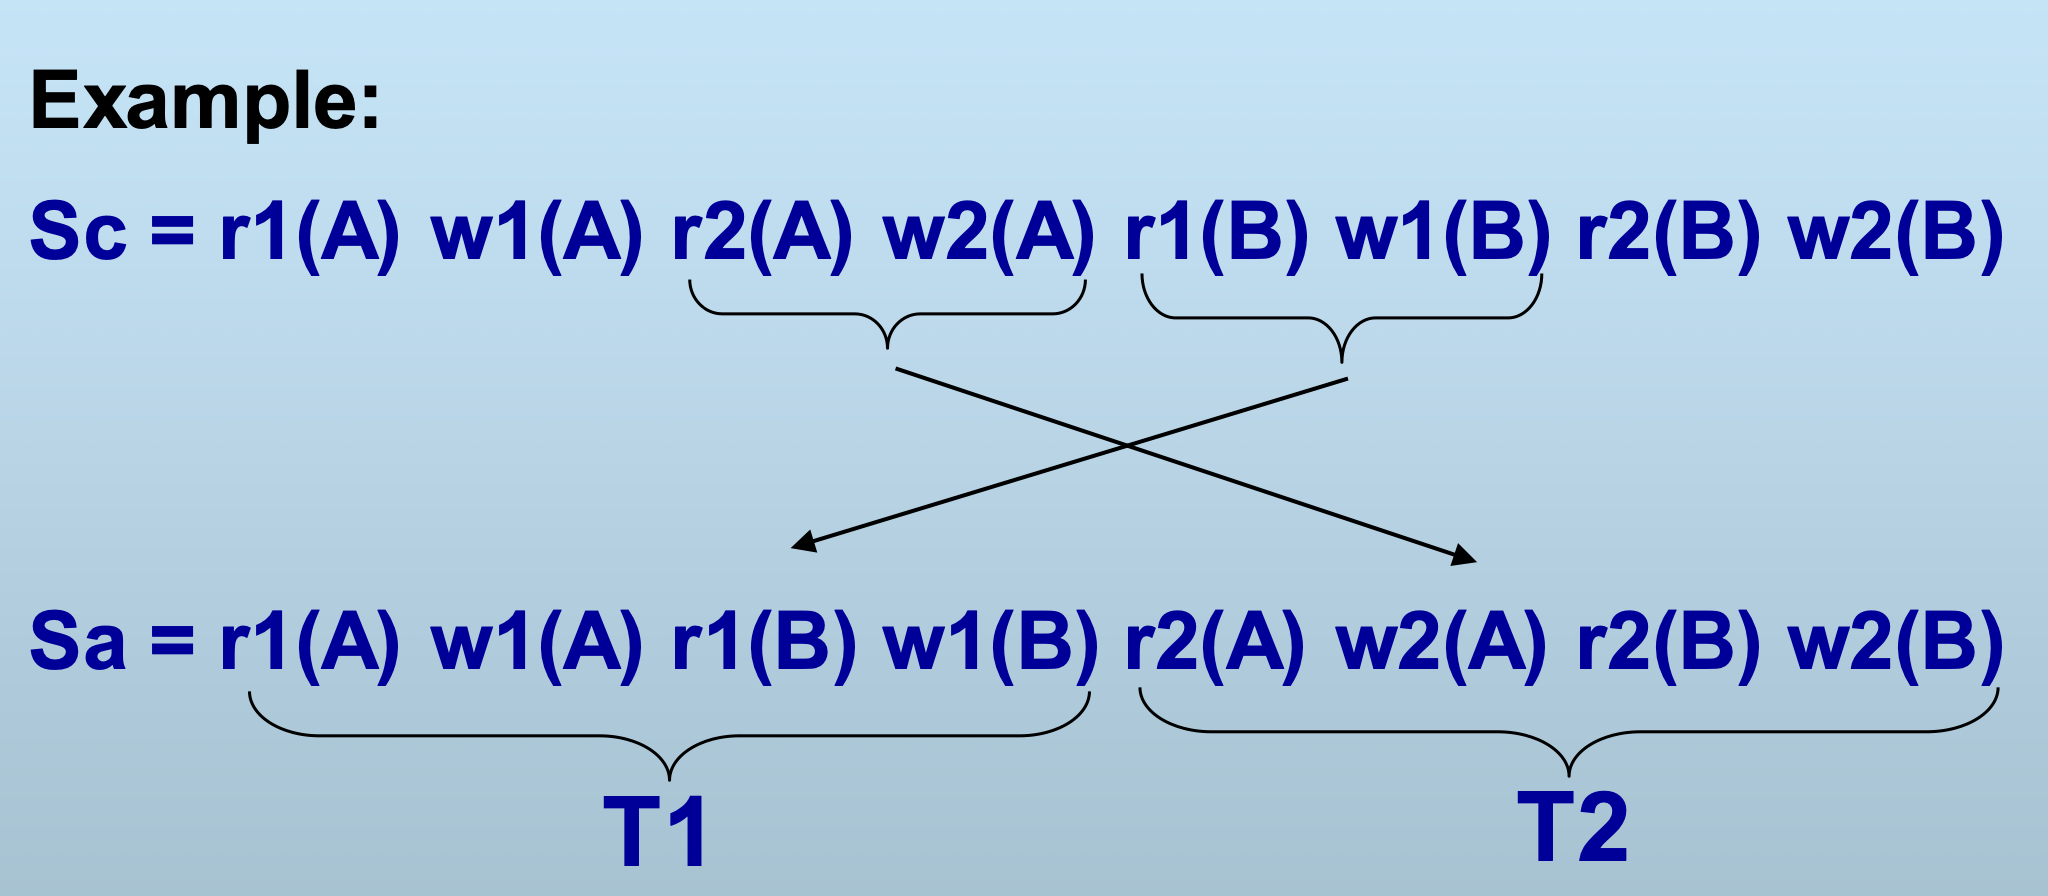 Example:
Sc = r1(A) w1(A) r2(A) w2(A) r1(B) w1(B) r2(B) w2(B)
Sa = r1(A) w1(A) r1(B) w1(B) r2(A) w2(A) r2(B) w2(B)
T1 T2